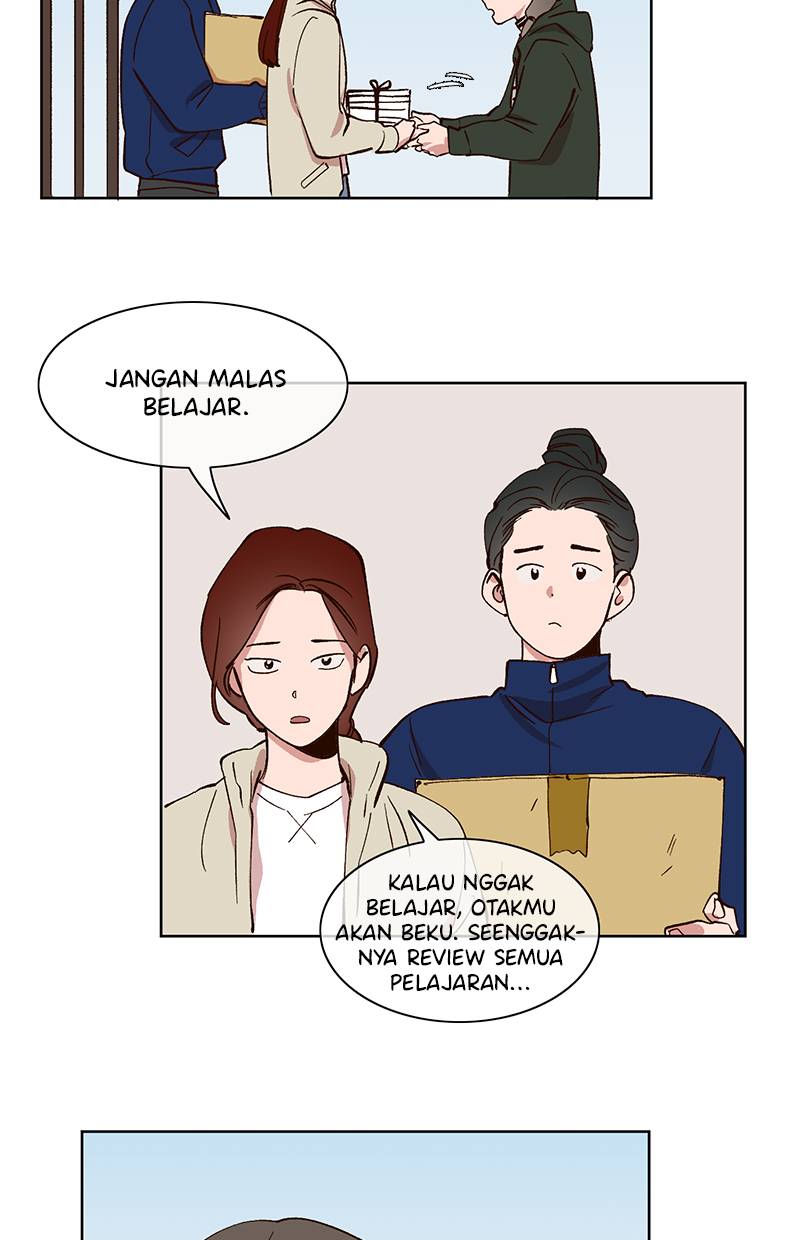 JANGAN MALAS
BELAJAR.
KALAU NGGAK
BELAJAR, OTAKMU
AKAN BEKU. SEENGGAK-
NYA REVIEW SEMUA
PELAJARAN...